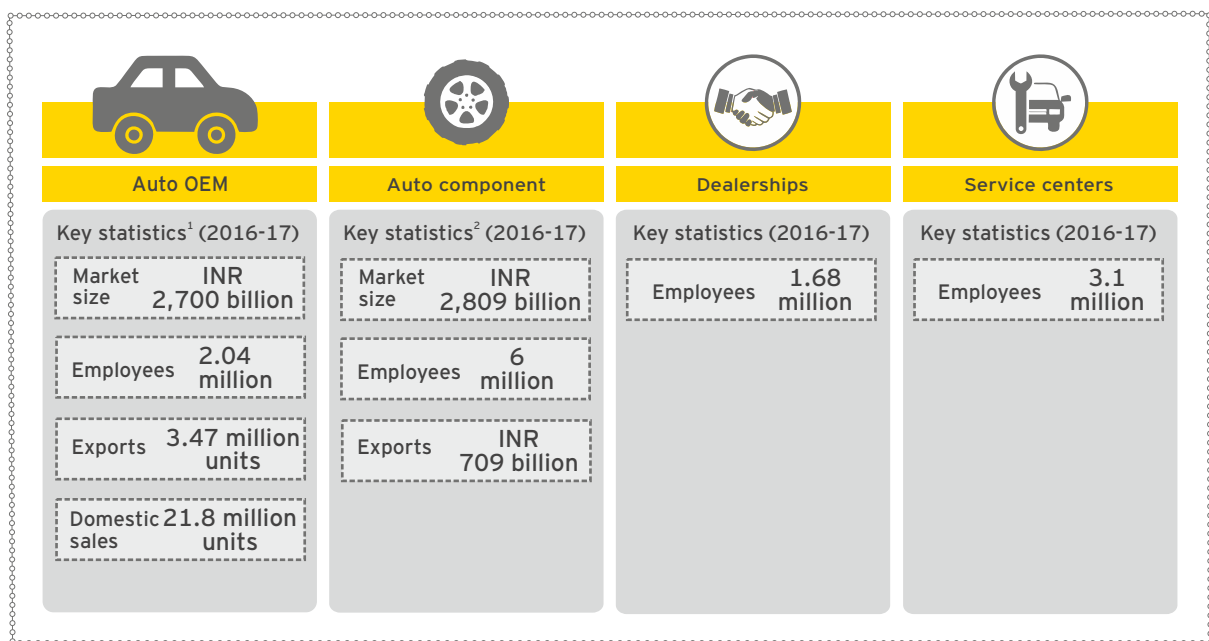 Auto OEM
Key statistics¹ (2016-17)
Market size
INR
2,700 billion
Employees
2.04
million
Exports
3.47 million
units
Domestic
sales
21.8 million
units
Auto component
Key statistics² (2016-17)
Market
size
INR
2,809 billion
Employees
6
million
Exports
INR
709 billion
Dealerships
Key statistics (2016-17)
Employees
1.68
million
Service centers
Key statistics (2016-17)
Employees
3.1
million